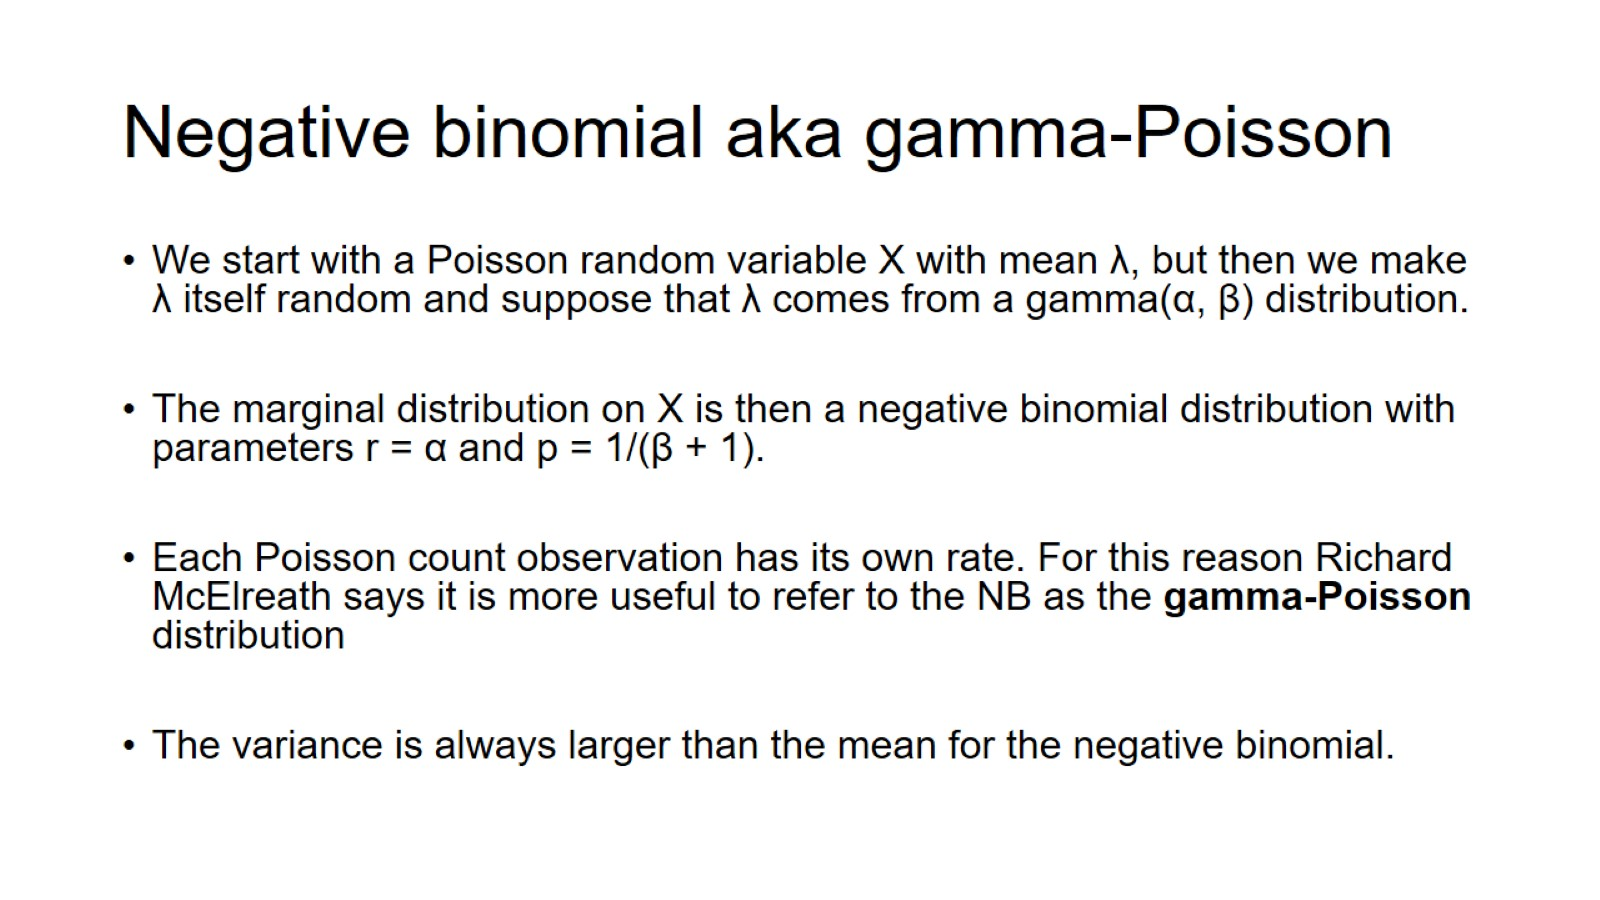 Negative binomial aka gamma-Poisson
• We start with a Poisson random variable X with mean λ, but then we make
λ itself random and suppose that λ comes from a gamma(α, β) distribution.
• The marginal distribution on X is then a negative binomial distribution with
parameters r = α and p = 1/(β + 1).
• Each Poisson count observation has its own rate. For this reason Richard
McElreath says it is more useful to refer to the NB as the gamma-Poisson
distribution
• The variance is always larger than the mean for the negative binomial.